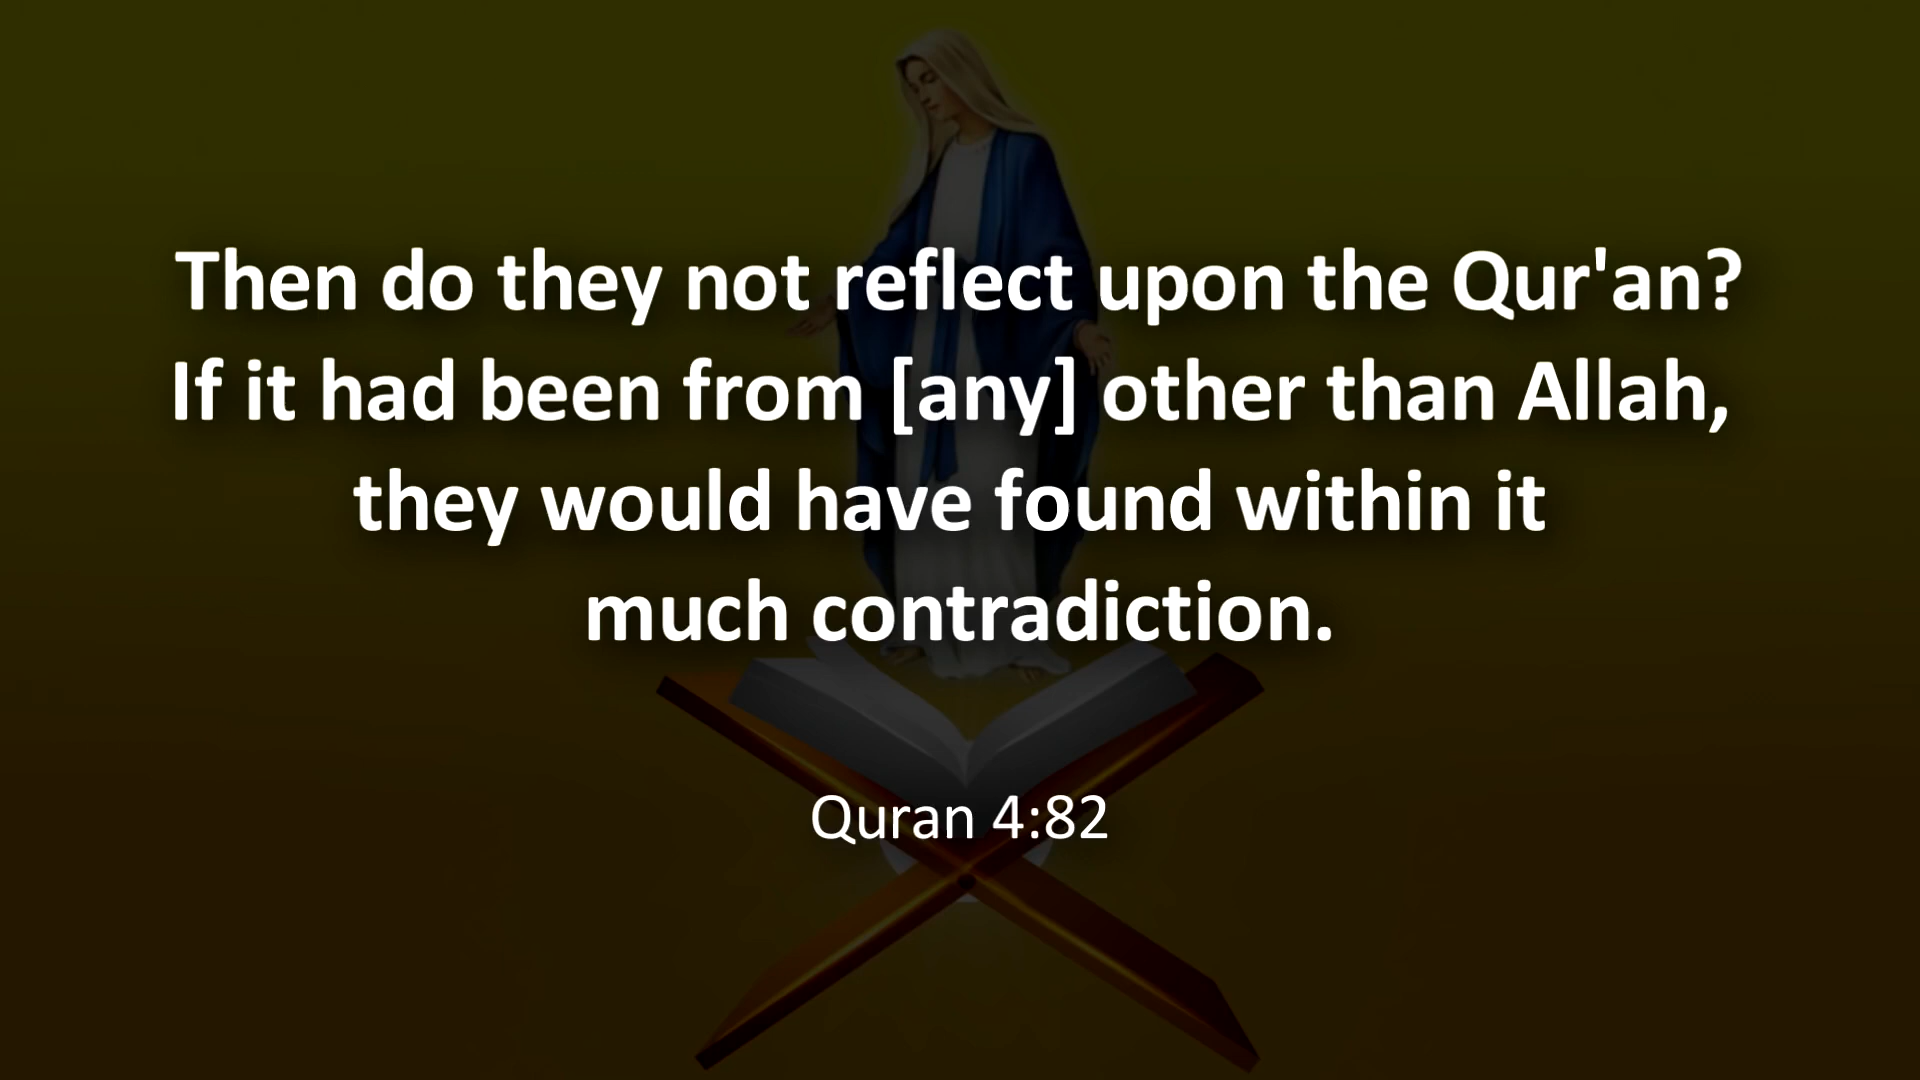 Then do they not reflect upon the Qur'an?
If it had been from [any] other than Allah,
they would have found within it
much contradiction.
Quran 4:82